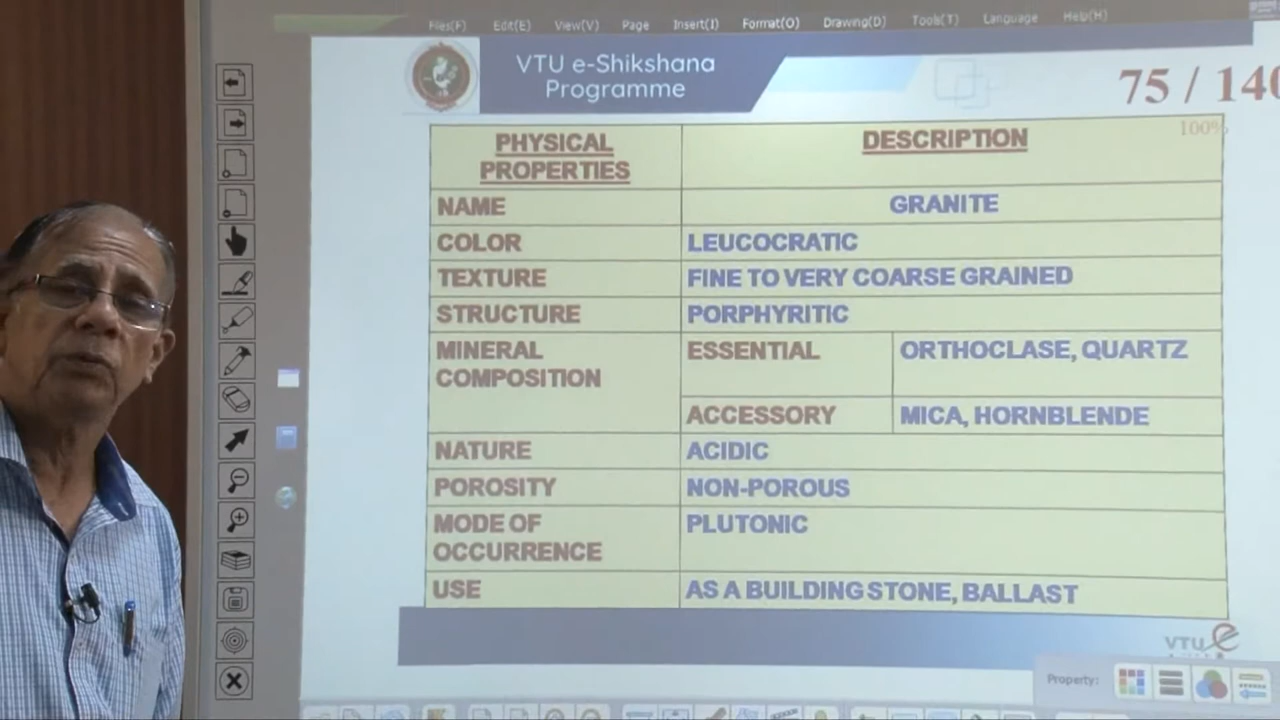 Files(F) Edit(E) View(V) Page Insert(I) Format(O) Drawing(D) Tools(T) Language Help(H)
VTU e-Shikshana
Programme
75 / 140
100%
PHYSICAL
PROPERTIES
DESCRIPTION
NAME
GRANITE
COLOR
LEUCOCRATIC
TEXTURE
FINE TO VERY COARSE GRAINED
STRUCTURE
PORPHYRITIC
MINERAL
COMPOSITION
ESSENTIAL
ORTHOCLASE, QUARTZ
ACCESSORY
MICA, HORNBLENDE
NATURE
ACIDIC
POROSITY
NON-POROUS
MODE OF
OCCURRENCE
PLUTONIC
USE
AS A BUILDING STONE, BALLAST
VTU e
Property: